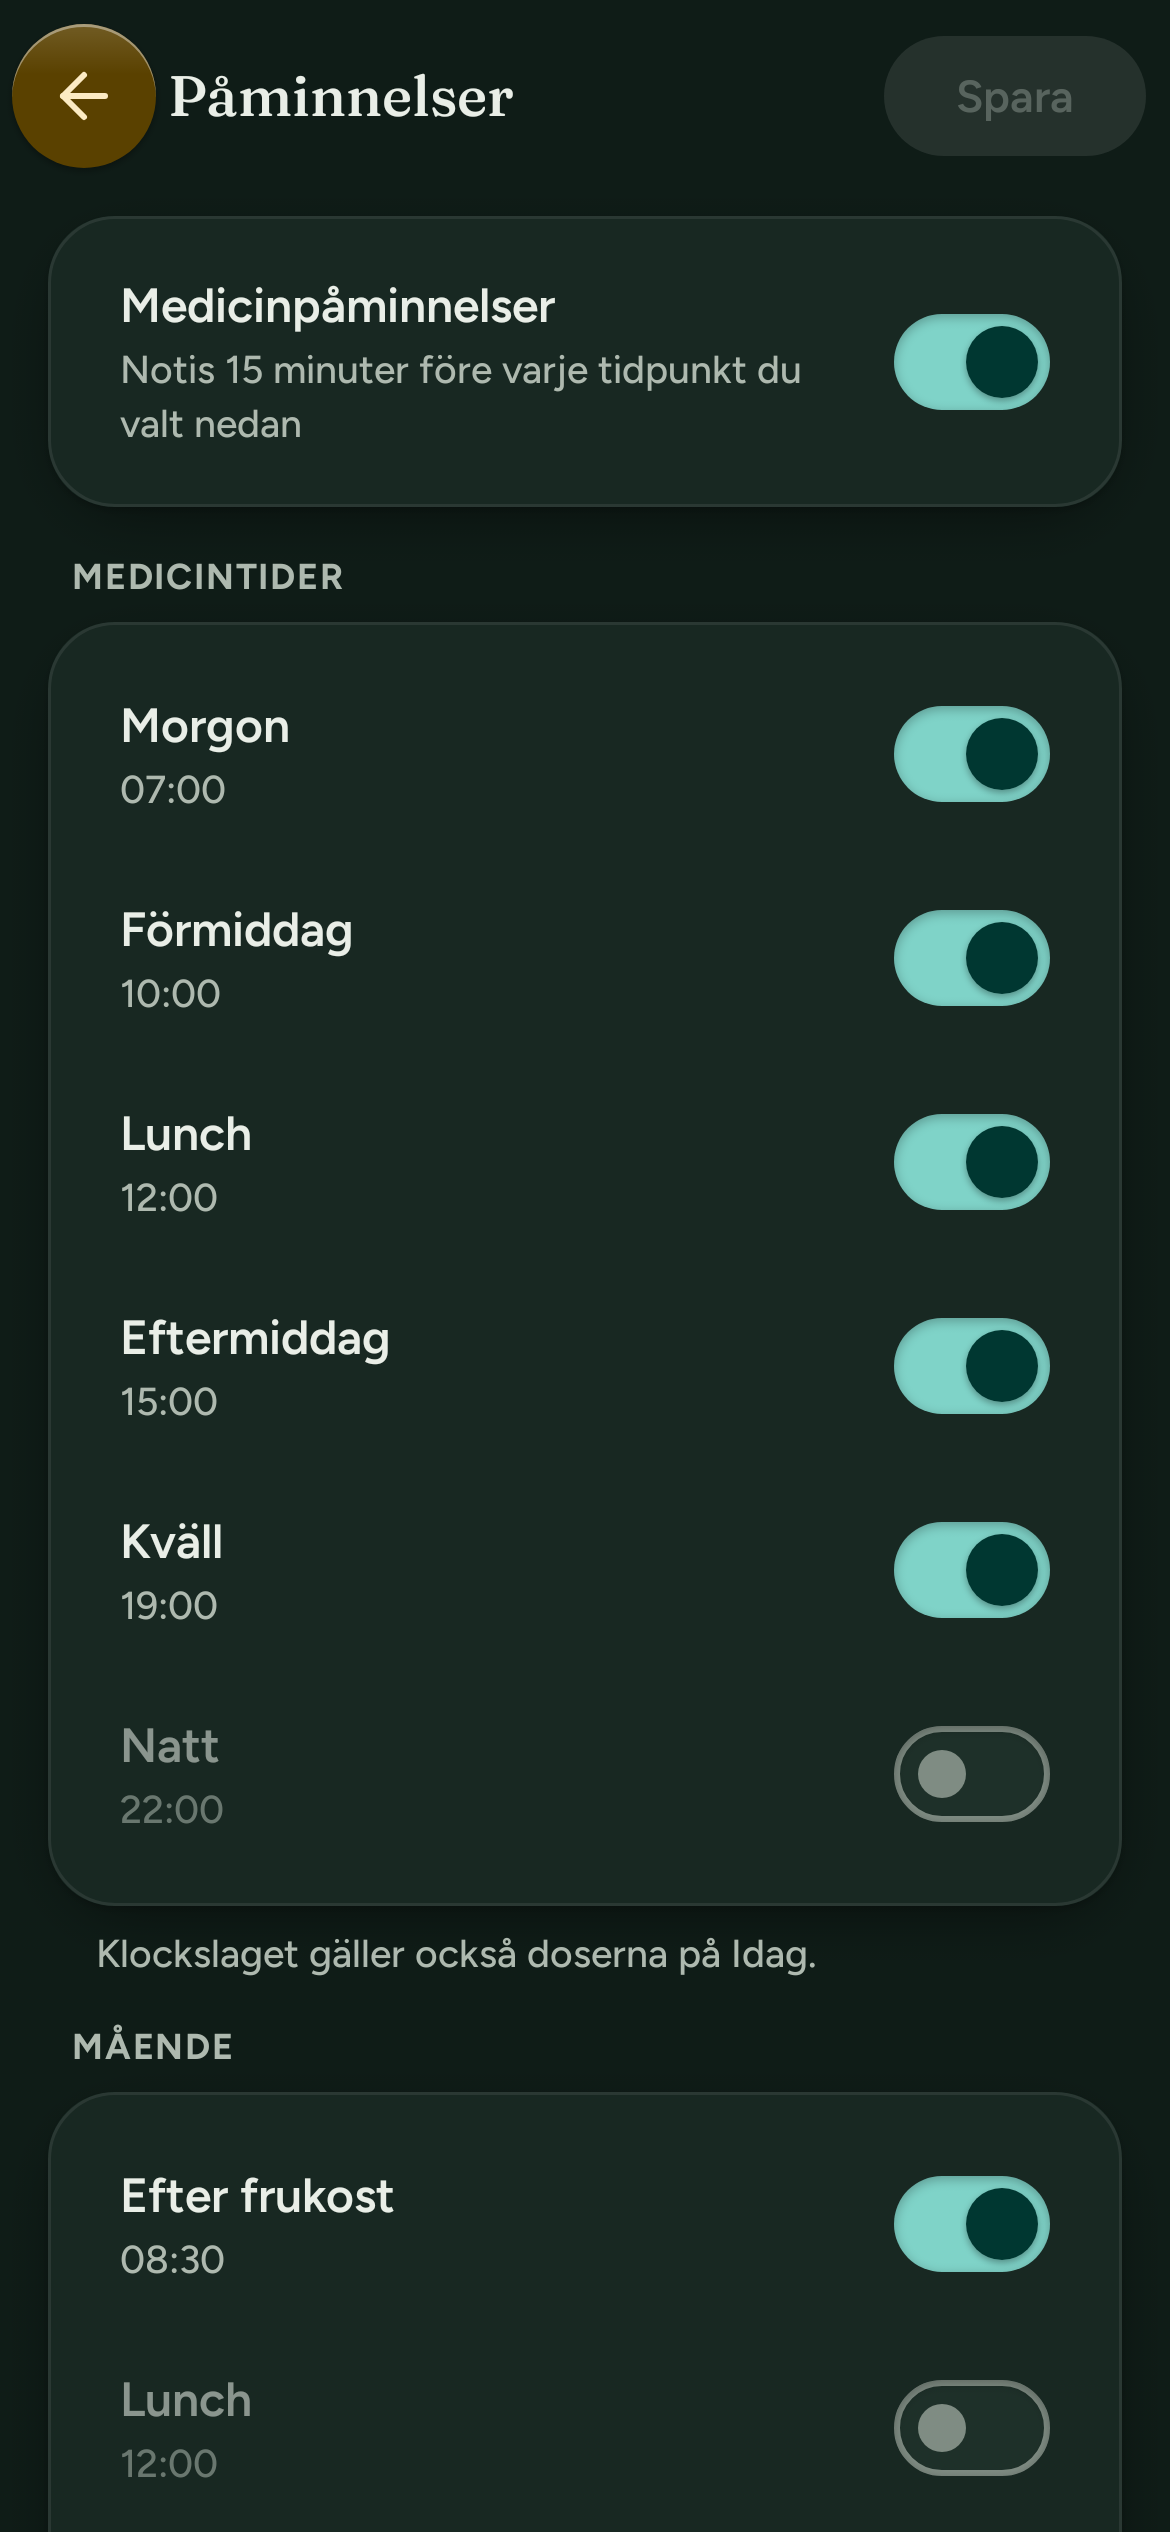 Påminnelser
Spara
Medicinpåminnelser
Notis 15 minuter före varje tidpunkt du
valt nedan
MEDICINTIDER
Morgon
07:00
Förmiddag
10:00
Lunch
12:00
Eftermiddag
15:00
Kväll
19:00
Natt
22:00
Klockslaget gäller också doserna på Idag.
MÅENDE
Efter frukost
08:30
Lunch
12:00